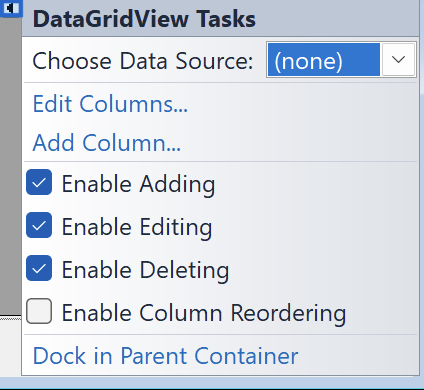 DataGridView Tasks
Choose Data Source: (none)
Edit Columns...
Add Column...
Enable Adding
Enable Editing
Enable Deleting
Enable Column Reordering
Dock in Parent Container